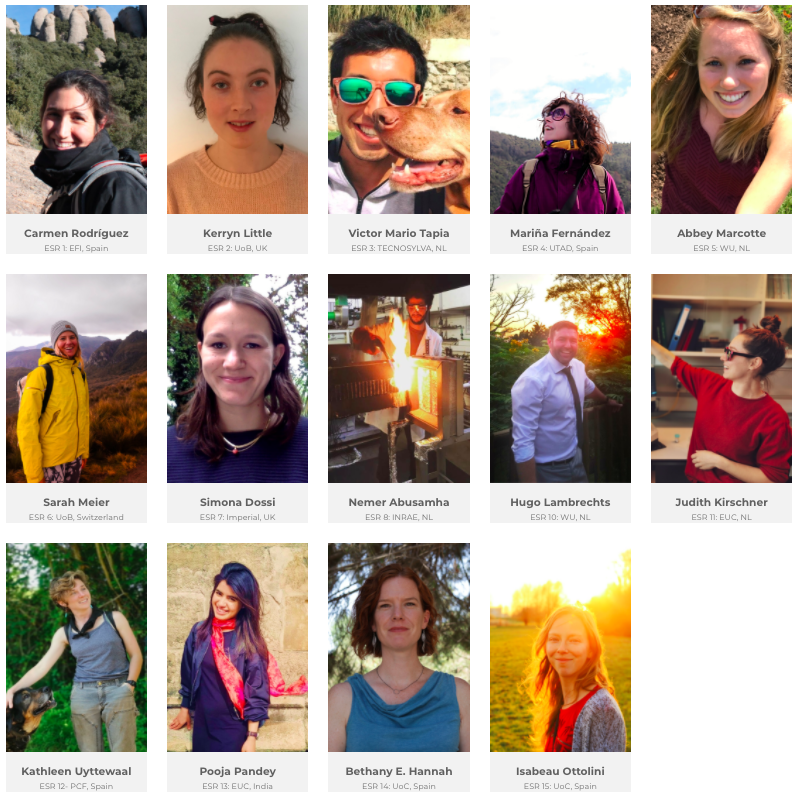 Carmen Rodríguez
ESR 1: EFI, Spain
Kerryn Little
ESR 2: UoB, UK
Victor Mario Tapia
ESR 3: TECNOSYLVA, NL
Mariña Fernández
ESR 4: UTAD, Spain
Abbey Marcotte
ESR 5: WU, NL
Sarah Meier
ESR 6: UoB, Switzerland
Simona Dossi
ESR 7: Imperial, UK
Nemer Abusamha
ESR 8: INRAE, NL
Hugo Lambrechts
ESR 10: WU, NL
Judith Kirschner
ESR 11: EUC, NL
Kathleen Uyttewaal
ESR 12- PCF, Spain
Pooja Pandey
ESR 13: EUC, India
Bethany E. Hannah
ESR 14: UoC, Spain
Isabeau Ottolini
ESR 15: UoC, Spain